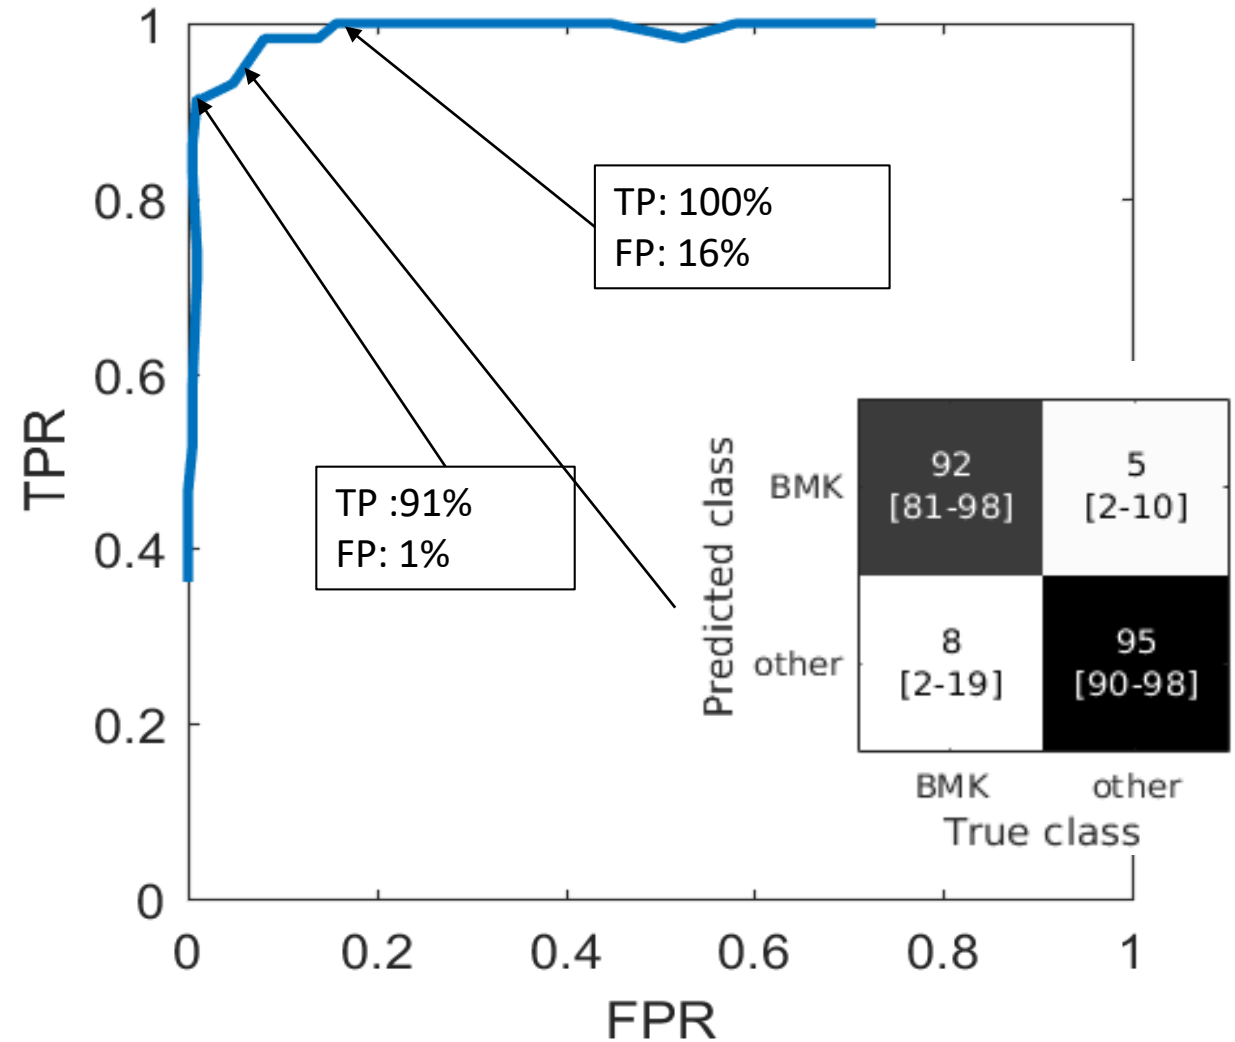 1
0.8
0.6
0.4
0.2
0
TPR
0
0.2
0.4
0.6
0.8
1
FPR
TP: 100%
FP: 16%
TP :91%
FP: 1%
Predicted class
BMK
other
92
[81-98]
5
[2-10]
8
[2-19]
95
[90-98]
BMK
other
True class